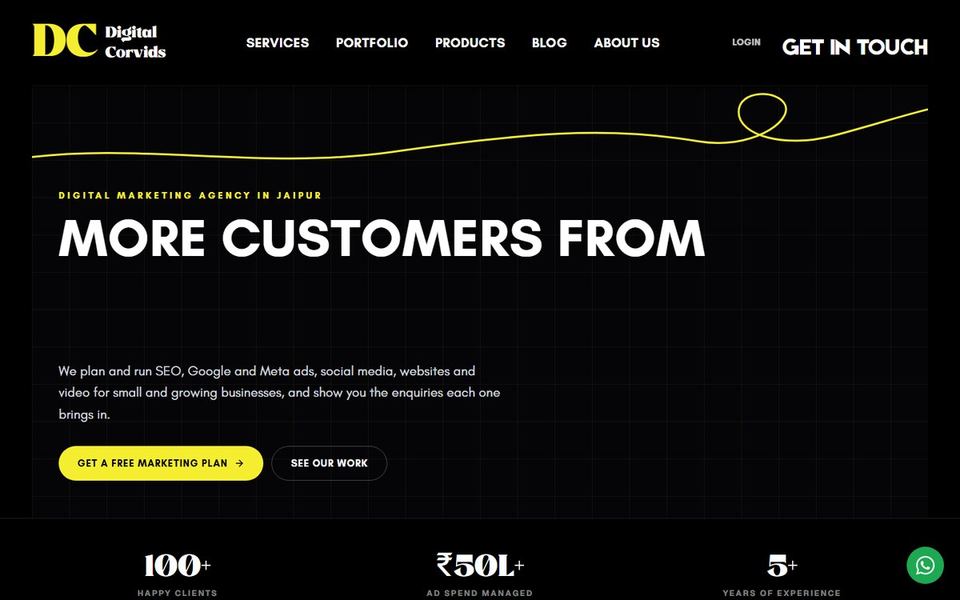 DC Digital
Corvids
SERVICES PORTFOLIO PRODUCTS BLOG ABOUT US LOGIN GET IN TOUCH
DIGITAL MARKETING AGENCY IN JAIPUR
MORE CUSTOMERS FROM
We plan and run SEO, Google and Meta ads, social media, websites and
video for small and growing businesses, and show you the enquiries each one
brings in.
GET A FREE MARKETING PLAN → SEE OUR WORK
100+ ₹50L+ 5+
HAPPY CLIENTS AD SPEND MANAGED YEARS OF EXPERIENCE